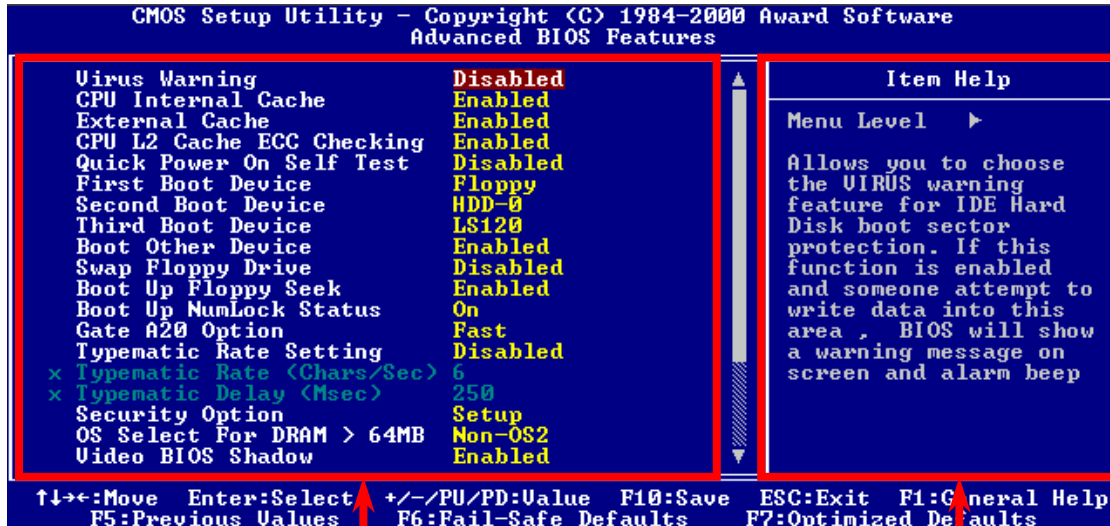 CMOS Setup Utility - Copyright (C) 1984-2000 Award Software
Advanced BIOS Features
Virus Warning Disabled
CPU Internal Cache Enabled
External Cache Enabled
CPU L2 Cache ECC Checking Enabled
Quick Power On Self Test Disabled
First Boot Device Floppy
Second Boot Device HDD-0
Third Boot Device LS120
Boot Other Device Enabled
Swap Floppy Drive Disabled
Boot Up Floppy Seek Enabled
Boot Up NumLock Status On
Gate A20 Option Fast
Typematic Rate Setting Disabled
x Typematic Rate (Chars/Sec) 6
x Typematic Delay (Msec) 250
Security Option Setup
OS Select For DRAM > 64MB Non-OS2
Video BIOS Shadow Enabled
Item Help
Menu Level ►
Allows you to choose
the VIRUS warning
feature for IDE Hard
Disk boot sector
protection. If this
function is enabled
and someone attempt to
write data into this
area , BIOS will show
a warning message on
screen and alarm beep
↑↓→←:Move Enter:Select +/-/PU/PD:Value F10:Save ESC:Exit F1:General Help
F5:Previous Values F6:Fail-Safe Defaults F7:Optimized Defaults